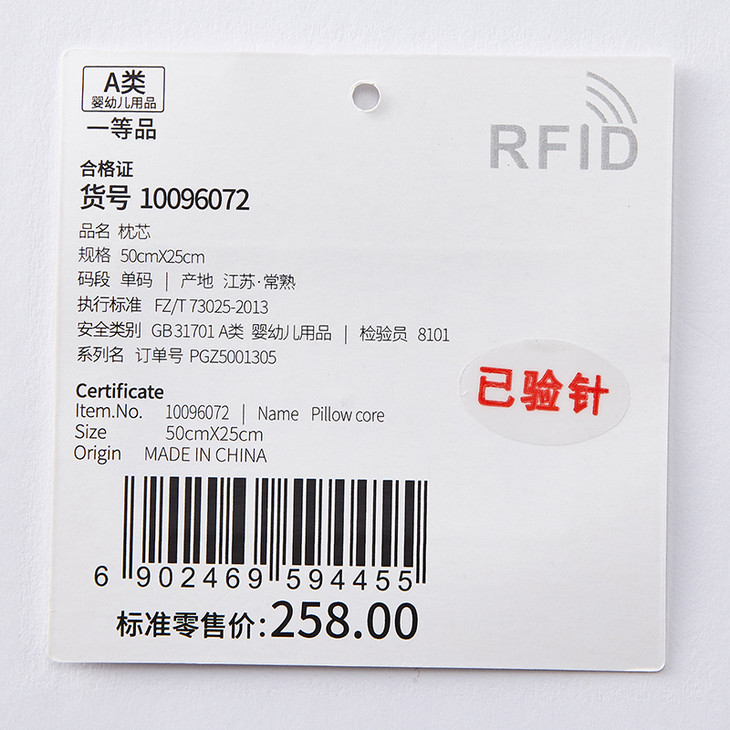 A类
婴幼儿用品
一等品
RFID
合格证
货号 10096072
品名 枕芯
规格 50cmX25cm
码段 单码 | 产地 江苏·常熟
执行标准 FZ/T 73025-2013
安全类别 GB 31701 A类 婴幼儿用品 | 检验员 8101
系列名 订单号 PGZ5001305
已验针
Certificate
Item.No. 10096072 | Name Pillow core
Size 50cmX25cm
Origin MADE IN CHINA
6 902469 594455
标准零售价:258.00